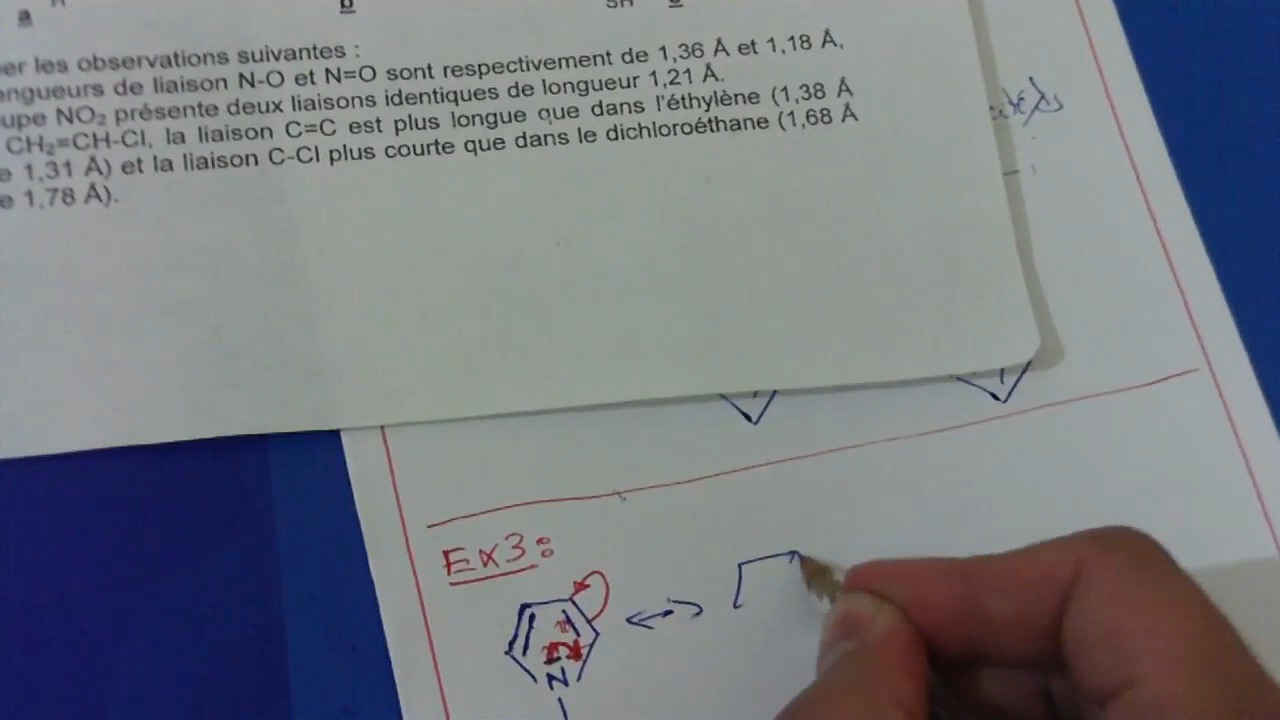 a H b SH c
er les observations suivantes :
ongueurs de liaison N-O et N=O sont respectivement de 1,36 Å et 1,18 Å,
upe NO₂ présente deux liaisons identiques de longueur 1,21 Å.
CH₂=CH-Cl, la liaison C=C est plus longue que dans l'éthylène (1,38 Å
e 1,31 Å) et la liaison C-Cl plus courte que dans le dichloroéthane (1,68 Å
e 1,78 Å).
Ex3:
N